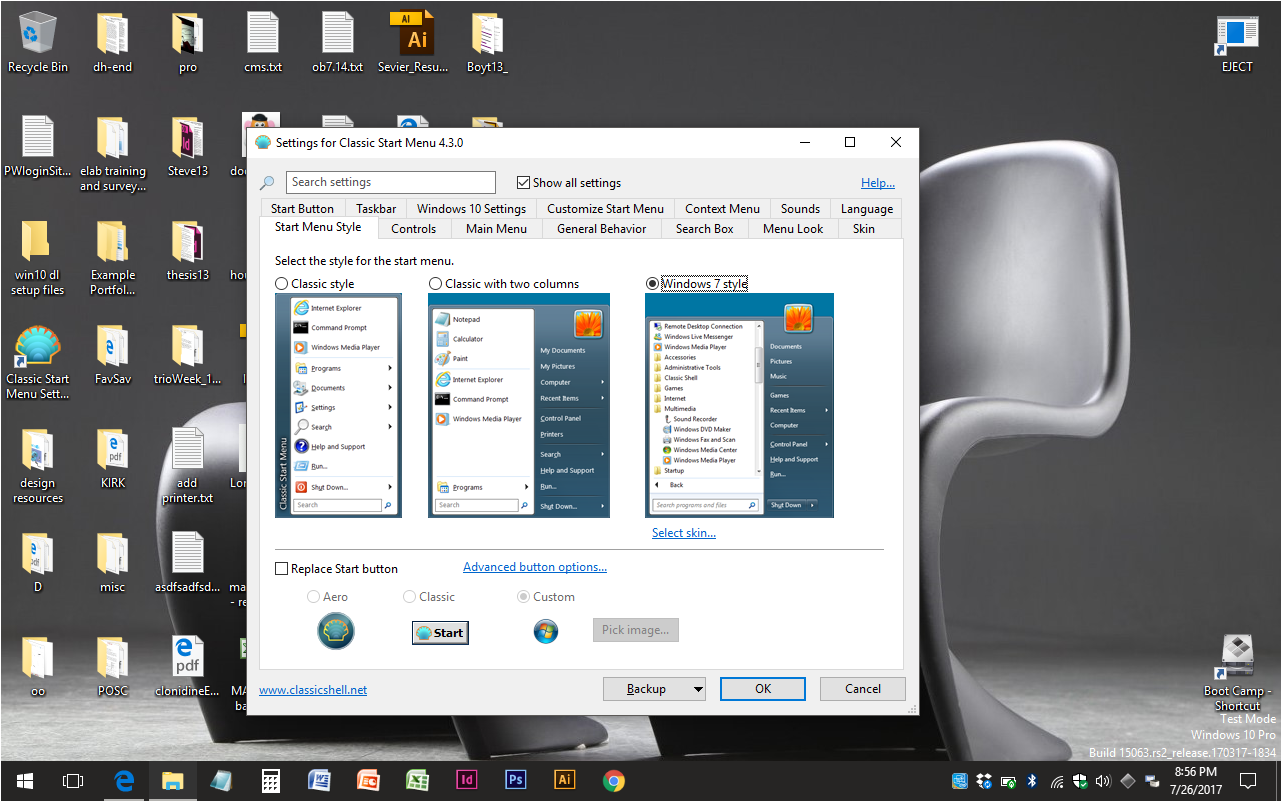 Recycle Bin
dh-end
pro
cms.txt
ob7.14.txt
Sevier_Resu...
Boyt13_
EJECT
PWloginSit...
elab training
and survey...
Steve13
Settings for Classic Start Menu 4.3.0
Search settings
Show all settings
Help...
Start Button
Taskbar
Windows 10 Settings
Customize Start Menu
Context Menu
Sounds
Language
Start Menu Style
Controls
Main Menu
General Behavior
Search Box
Menu Look
Skin
Select the style for the start menu.
Classic style
Classic with two columns
Windows 7 style
Internet Explorer
Command Prompt
Windows Media Player
Programs
Documents
Settings
Search
Help and Support
Run...
Shut Down...
Search
Classic Start Menu
Notepad
Calculator
Paint
Internet Explorer
Command Prompt
Windows Media Player
Programs
Search
My Documents
My Pictures
Computer
Recent Items
Control Panel
Printers
Search
Help and Support
Run...
Shut Down...
Remote Desktop Connection
Windows Live Messenger
Windows Media Player
Accessories
Administrative Tools
Classic Shell
Games
Internet
Multimedia
Sound Recorder
Windows DVD Maker
Windows Fax and Scan
Windows Media Center
Windows Media Player
Startup
Back
Search programs and files
Documents
Pictures
Music
Games
Recent Items
Computer
Control Panel
Help and Support
Run...
Shut Down
Select skin...
Replace Start button
Advanced button options...
Aero
Classic
Custom
Start
Pick image...
www.classicshell.net
Backup
OK
Cancel
win10 dl
setup files
Example
Portfol...
thesis13
Classic Start
Menu Sett...
FavSav
trioWeek_1...
design
resources
KIRK
add
printer.txt
D
misc
asdfsadfsd...
oo
POSC
clonidineE...
pdf
Boot Camp -
Shortcut
Test Mode
Windows 10 Pro
Build 15063.rs2_release.170317-1834
8:56 PM
7/26/2017